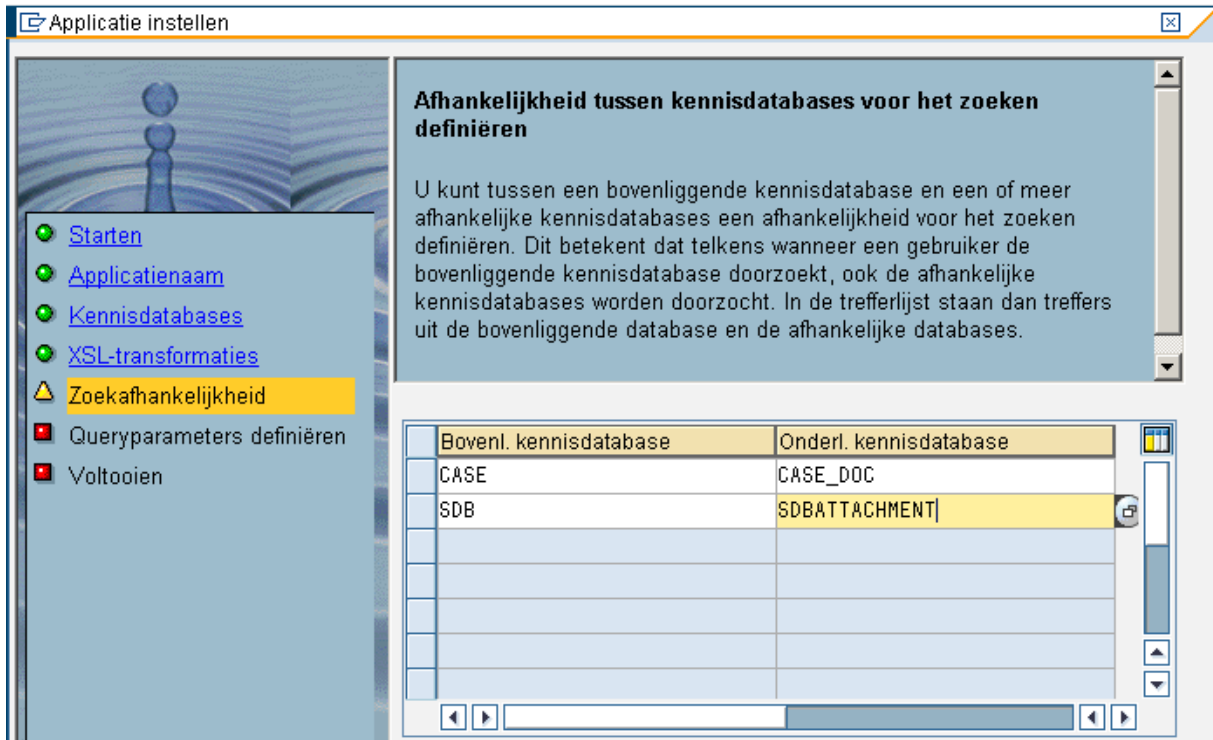 Applicatie instellen
Afhankelijkheid tussen kennisdatabases voor het zoeken
definiëren
U kunt tussen een bovenliggende kennisdatabase en een of meer
afhankelijke kennisdatabases een afhankelijkheid voor het zoeken
definiëren. Dit betekent dat telkens wanneer een gebruiker de
bovenliggende kennisdatabase doorzoekt, ook de afhankelijke
kennisdatabases worden doorzocht. In de trefferlijst staan dan treffers
uit de bovenliggende database en de afhankelijke databases.
Starten
Applicatienaam
Kennisdatabases
XSL-transformaties
Zoekafhankelijkheid
Queryparameters definiëren
Voltooien
Bovenl. kennisdatabase Onderl. kennisdatabase
CASE CASE_DOC
SDB SDBATTACHMENT